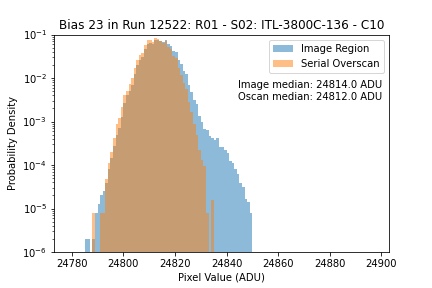 Bias 23 in Run 12522: R01 - S02: ITL-3800C-136 - C10
Image Region
Serial Overscan
Image median: 24814.0 ADU
Oscan median: 24812.0 ADU
Probability Density
10⁻¹
10⁻²
10⁻³
10⁻⁴
10⁻⁵
10⁻⁶
24780 24800 24820 24840 24860 24880 24900
Pixel Value (ADU)